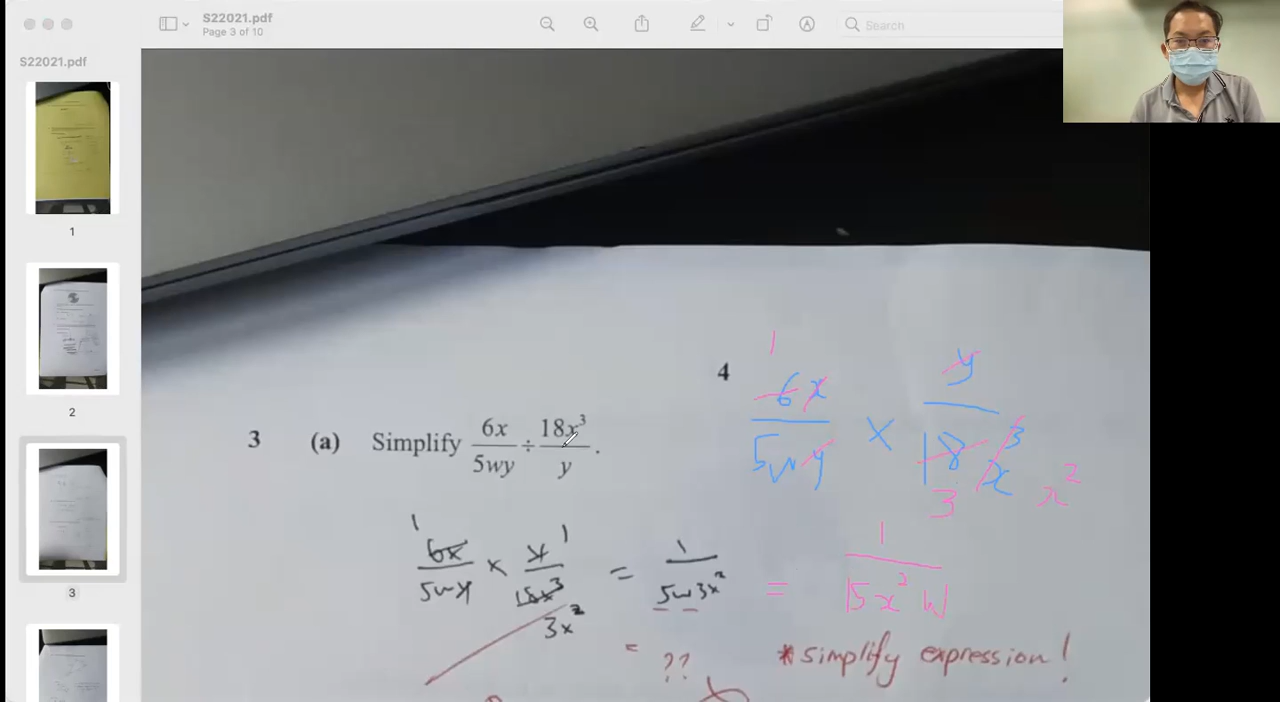 S22021.pdf
Page 3 of 10
Search
S22021.pdf
1
2
3
4
3 (a) Simplify 6x/5wy ÷ 18x³/y .
6x/5wy × y/18x³ = 1/15x²w
1
3 x²
6x/5wy × y/18x³ = 1/5w3x²
1 1
3x²
= ??
*simplify expression!